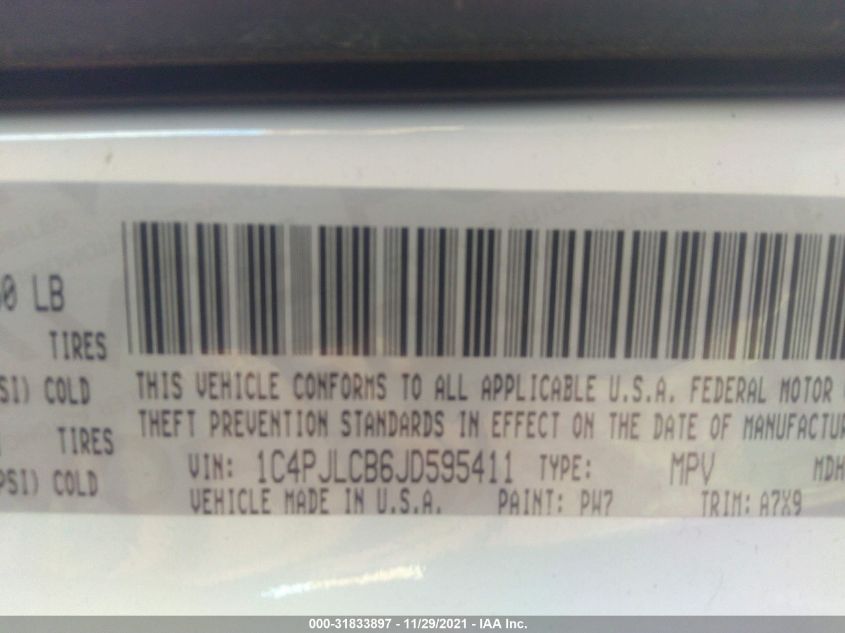 0 LB
TIRES
SI) COLD
THIS VEHICLE CONFORMS TO ALL APPLICABLE U.S.A. FEDERAL MOTOR
THEFT PREVENTION STANDARDS IN EFFECT ON THE DATE OF MANUFACTUR
TIRES
VIN: 1C4PJLCB6JD595411 TYPE: MPV MDH
PSI) COLD
VEHICLE MADE IN U.S.A. PAINT: PW7 TRIM: A7X9
000-31833897 - 11/29/2021 - IAA Inc.